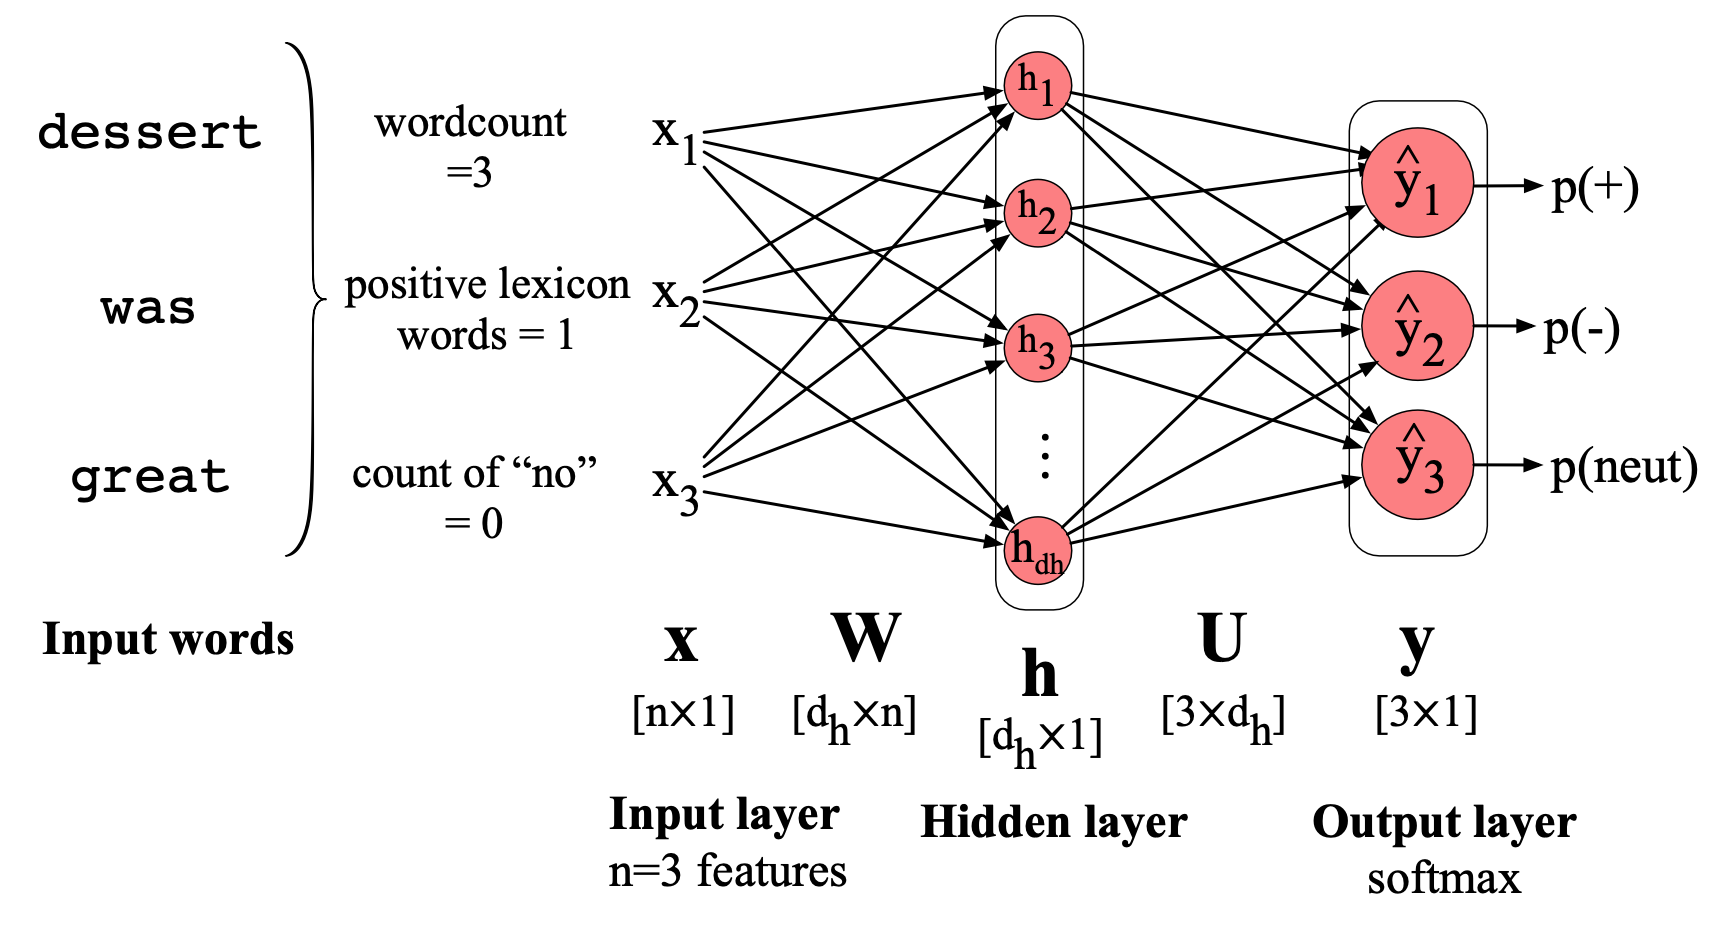 dessert
was
great
Input words
wordcount
=3
positive lexicon
words = 1
count of “no”
= 0
x1
x2
x3
h1
h2
h3
⋮
hdh
ŷ1
ŷ2
ŷ3
p(+)
p(-)
p(neut)
x
[n×1]
W
[dh×n]
h
[dh×1]
U
[3×dh]
y
[3×1]
Input layer
n=3 features
Hidden layer
Output layer
softmax